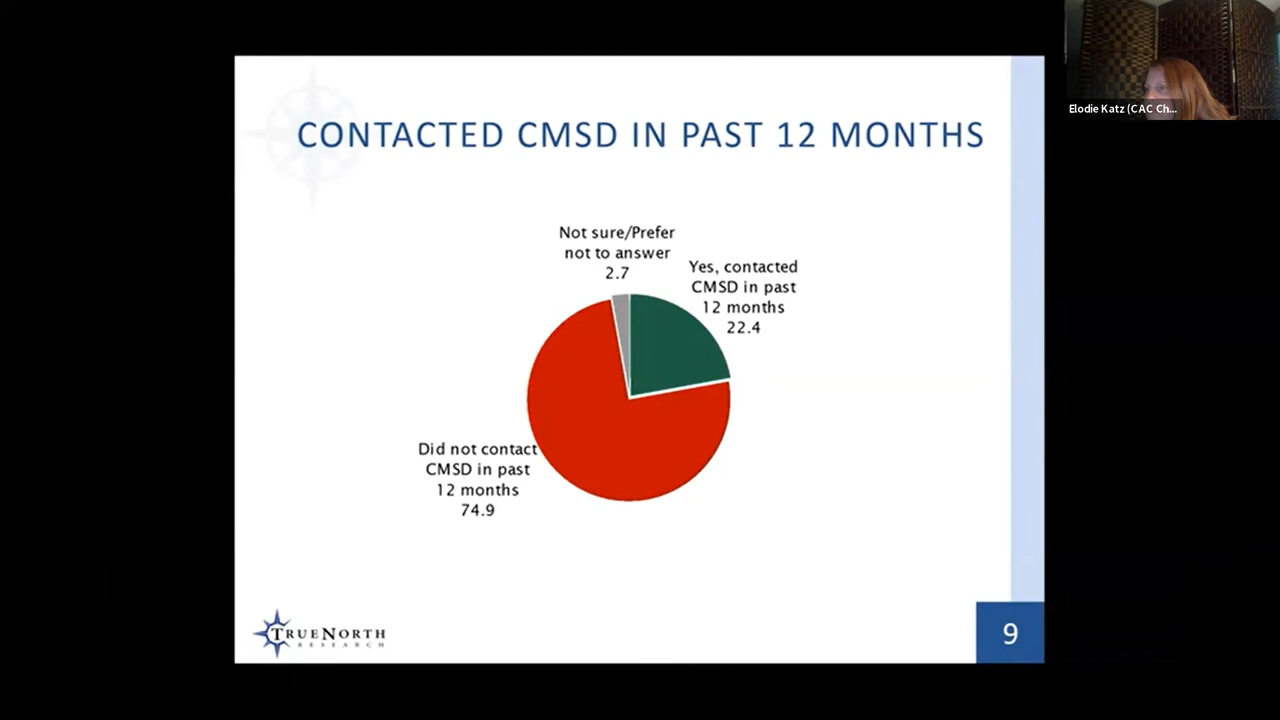 Elodie Katz (CAC Ch...
CONTACTED CMSD IN PAST 12 MONTHS
Not sure/Prefer
not to answer
2.7
Yes, contacted
CMSD in past
12 months
22.4
Did not contact
CMSD in past
12 months
74.9
TRUENORTH
RESEARCH
9